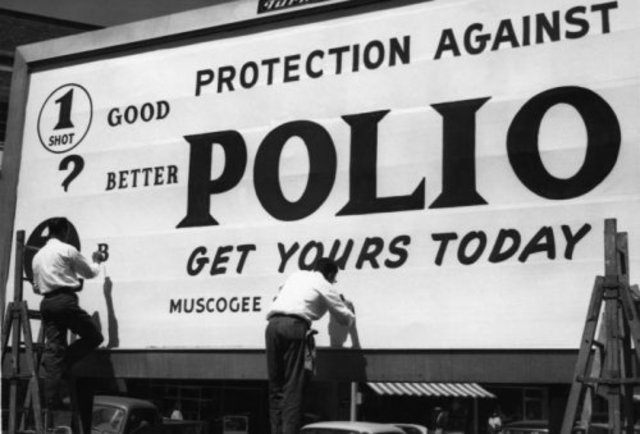 PROTECTION AGAINST
1 SHOT
GOOD
?
BETTER
POLIO
B
GET YOURS TODAY
MUSCOGEE